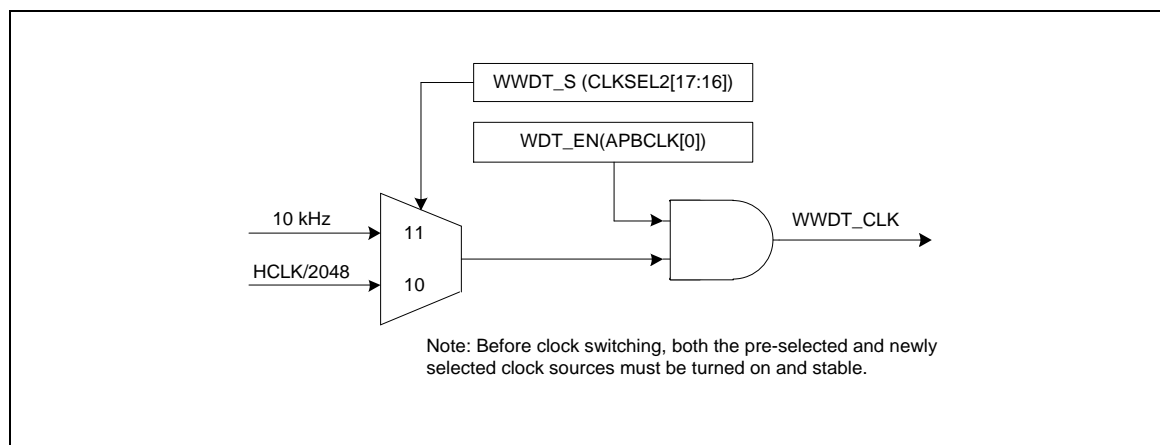 WWDT_S (CLKSEL2[17:16])
WDT_EN(APBCLK[0])
10 kHz
11
WWDT_CLK
HCLK/2048
10
Note: Before clock switching, both the pre-selected and newly
selected clock sources must be turned on and stable.